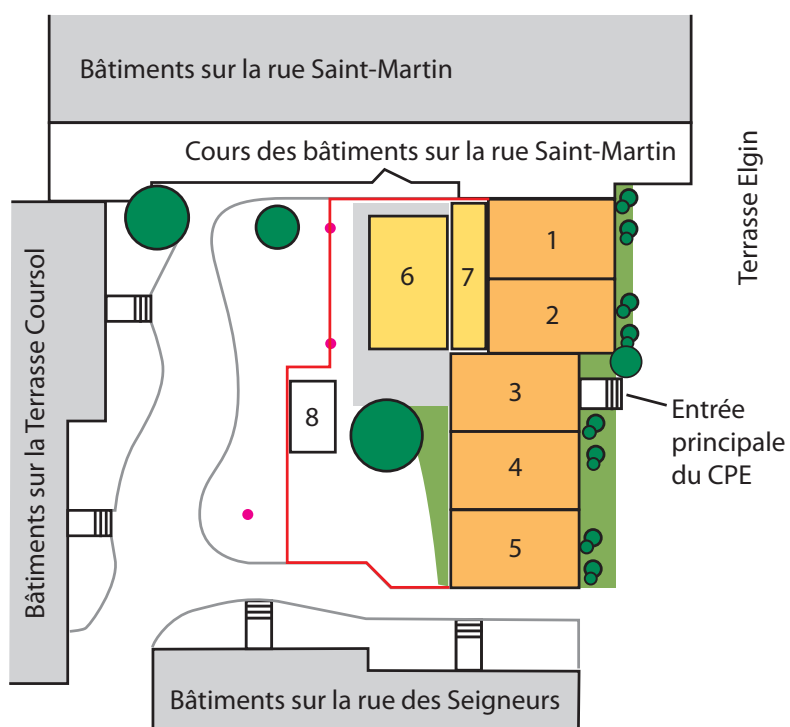 Bâtiments sur la rue Saint-Martin
Cours des bâtiments sur la rue Saint-Martin
Terrasse Elgin
Bâtiments sur la Terrasse Coursol
1
2
3
4
5
6
7
8
Entrée
principale
du CPE
Bâtiments sur la rue des Seigneurs